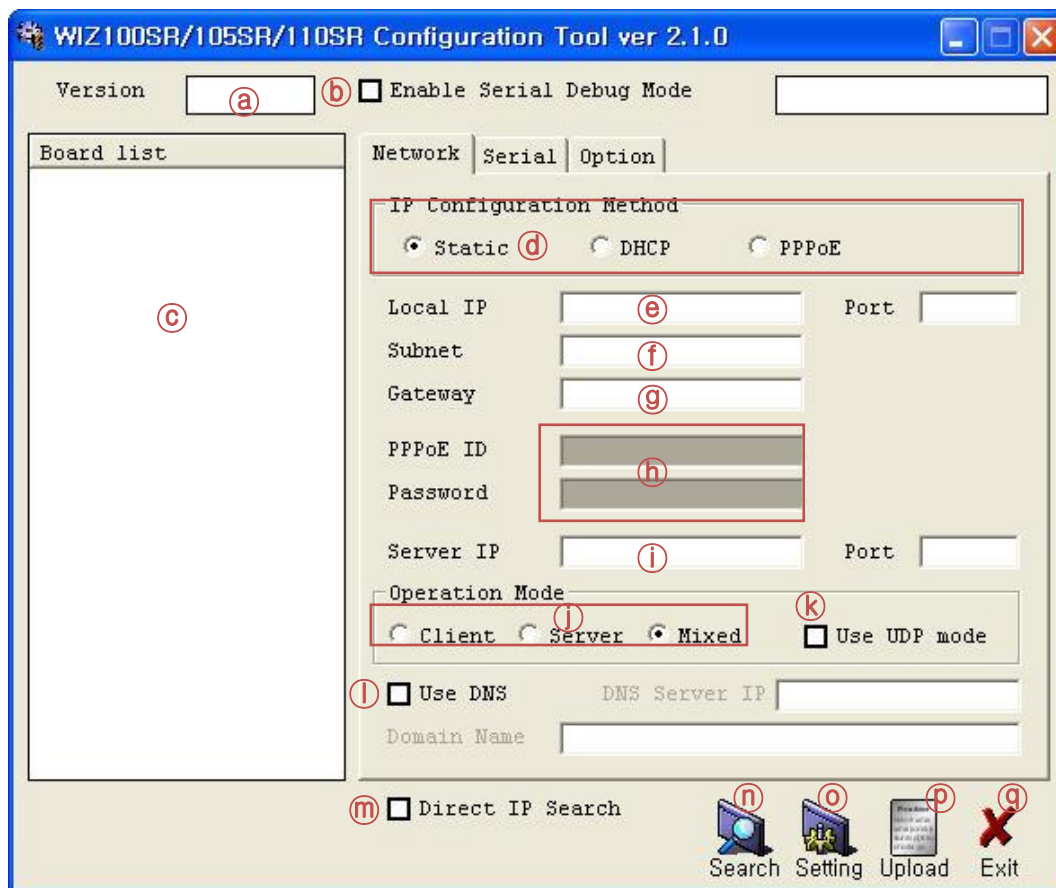 WIZ100SR/105SR/110SR Configuration Tool ver 2.1.0
Version ⓐ ⓑ Enable Serial Debug Mode
Board list
ⓒ
Network Serial Option
IP Configuration Method
Static ⓓ DHCP PPPoE
Local IP ⓔ Port
Subnet ⓕ
Gateway ⓖ
PPPoE ID
ⓗ
Password
Server IP ⓘ Port
Operation Mode
ⓙ ⓚ
Client Server Mixed Use UDP mode
ⓛ Use DNS DNS Server IP
Domain Name
ⓜ Direct IP Search
ⓝ ⓞ ⓟ ⓠ
Search Setting Upload Exit